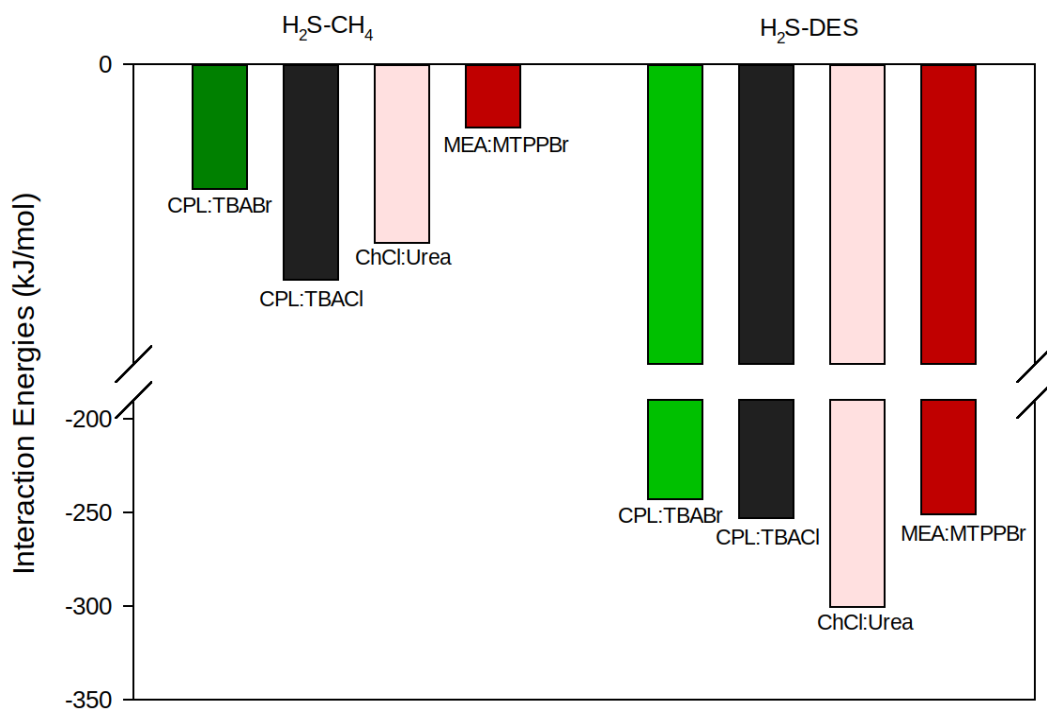 H₂S-CH₄
H₂S-DES
0
MEA:MTPPBr
CPL:TBABr
ChCl:Urea
CPL:TBACl
Interaction Energies (kJ/mol)
-200
-250
CPL:TBABr
CPL:TBACl
MEA:MTPPBr
-300
ChCl:Urea
-350